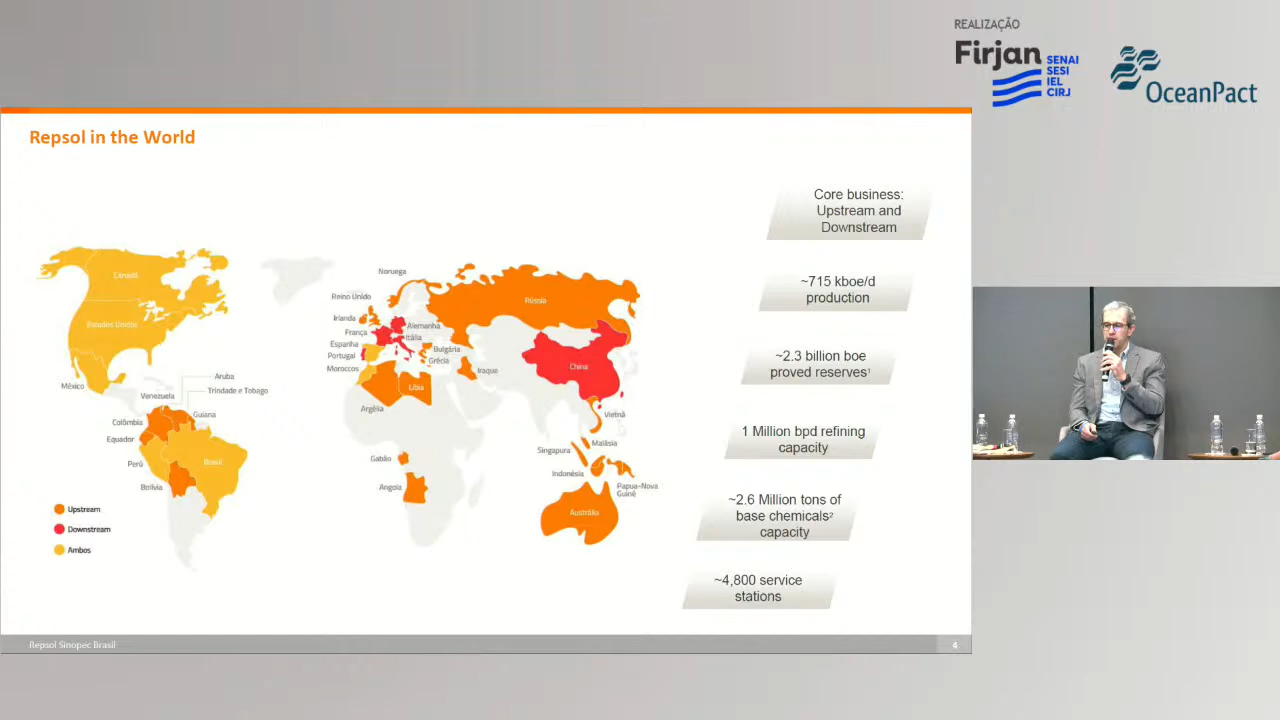 REALIZAÇÃO
Firjan
SENAI
SESI
IEL
CIRJ
OceanPact
Repsol in the World
Core business:
Upstream and
Downstream
~715 kboe/d
production
~2.3 billion boe
proved reserves¹
1 Million bpd refining
capacity
~2.6 Million tons of
base chemicals²
capacity
~4,800 service
stations
Canadá
Estados Unidos
México
Aruba
Trindade e Tobago
Venezuela
Guiana
Colômbia
Equador
Perú
Brasil
Bolívia
Noruega
Reino Unido
Irlanda
França
Espanha
Portugal
Moroccos
Alemanha
Itália
Bulgária
Grécia
Rússia
Iraque
China
Argélia
Líbia
Gabão
Angola
Vietnã
Malásia
Singapura
Indonésia
Papua-Nova
Guiné
Austrália
Upstream
Downstream
Ambos
Repsol Sinopec Brasil
4